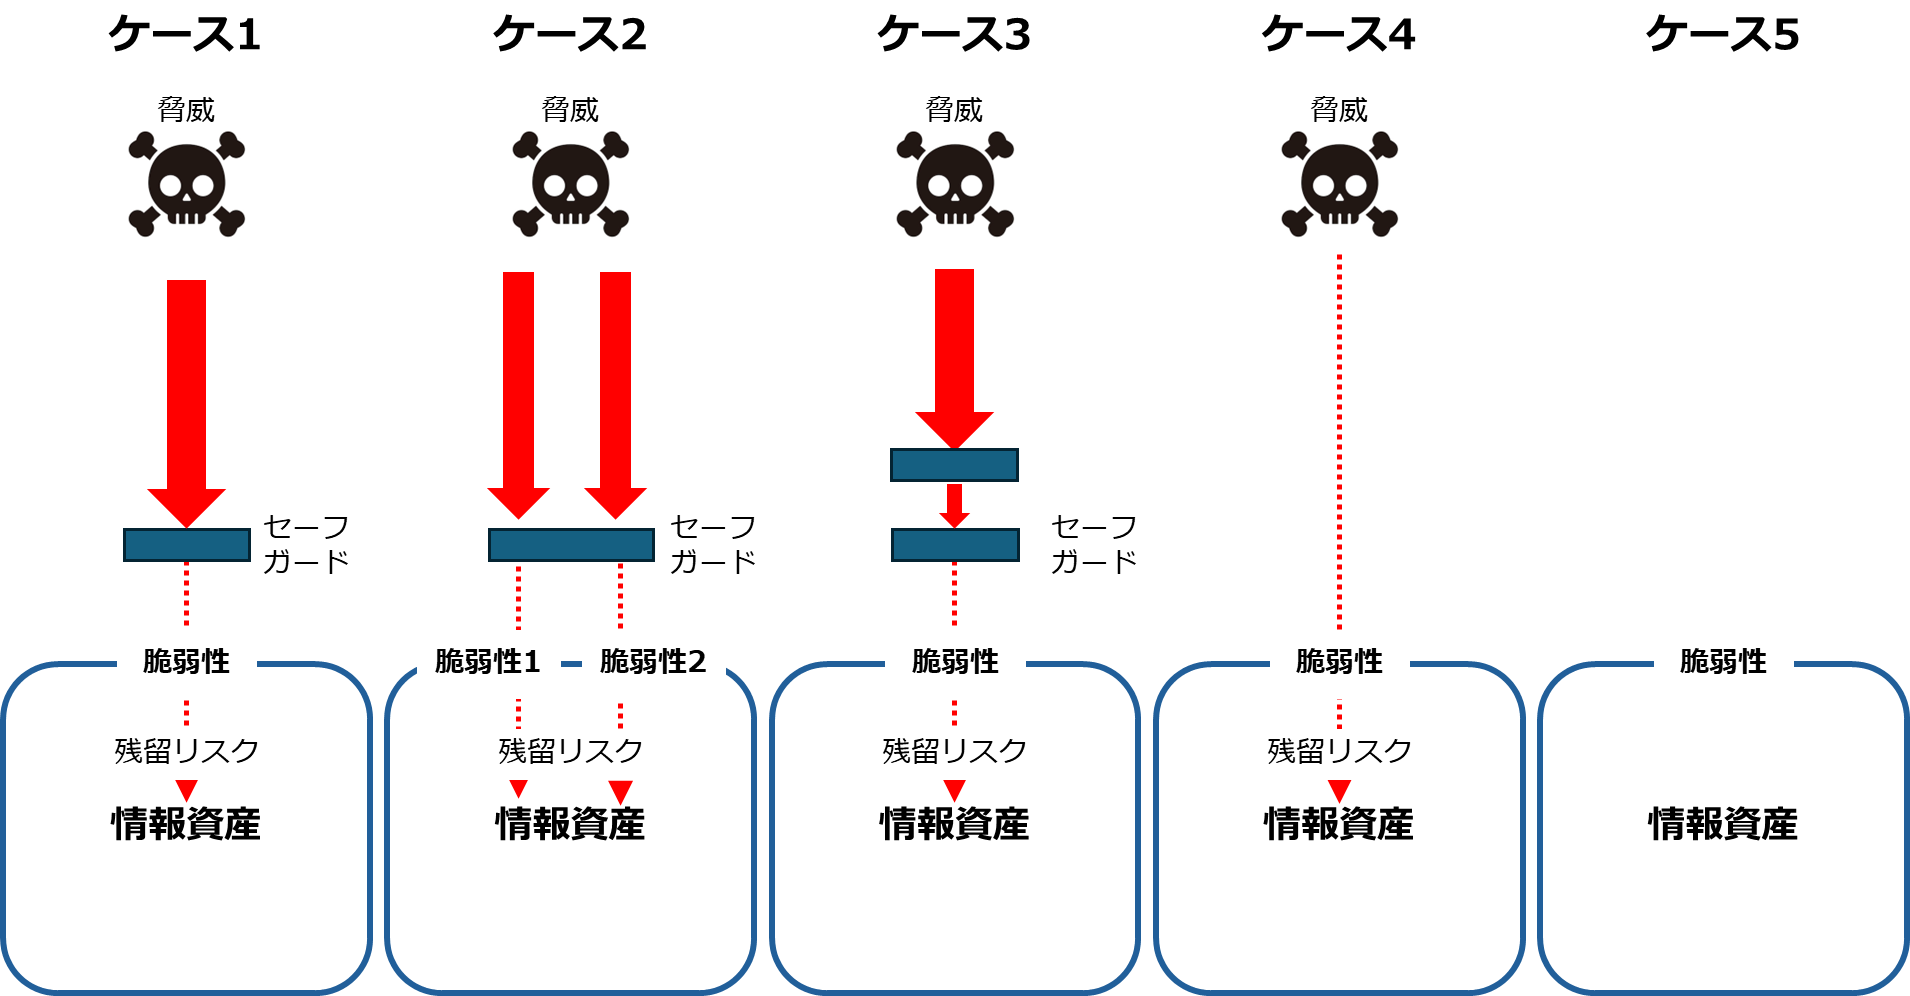 ケース1
ケース2
ケース3
ケース4
ケース5
脅威
脅威
脅威
脅威
セーフ
ガード
セーフ
ガード
セーフ
ガード
脆弱性
脆弱性1
脆弱性2
脆弱性
脆弱性
脆弱性
残留リスク
残留リスク
残留リスク
残留リスク
情報資産
情報資産
情報資産
情報資産
情報資産